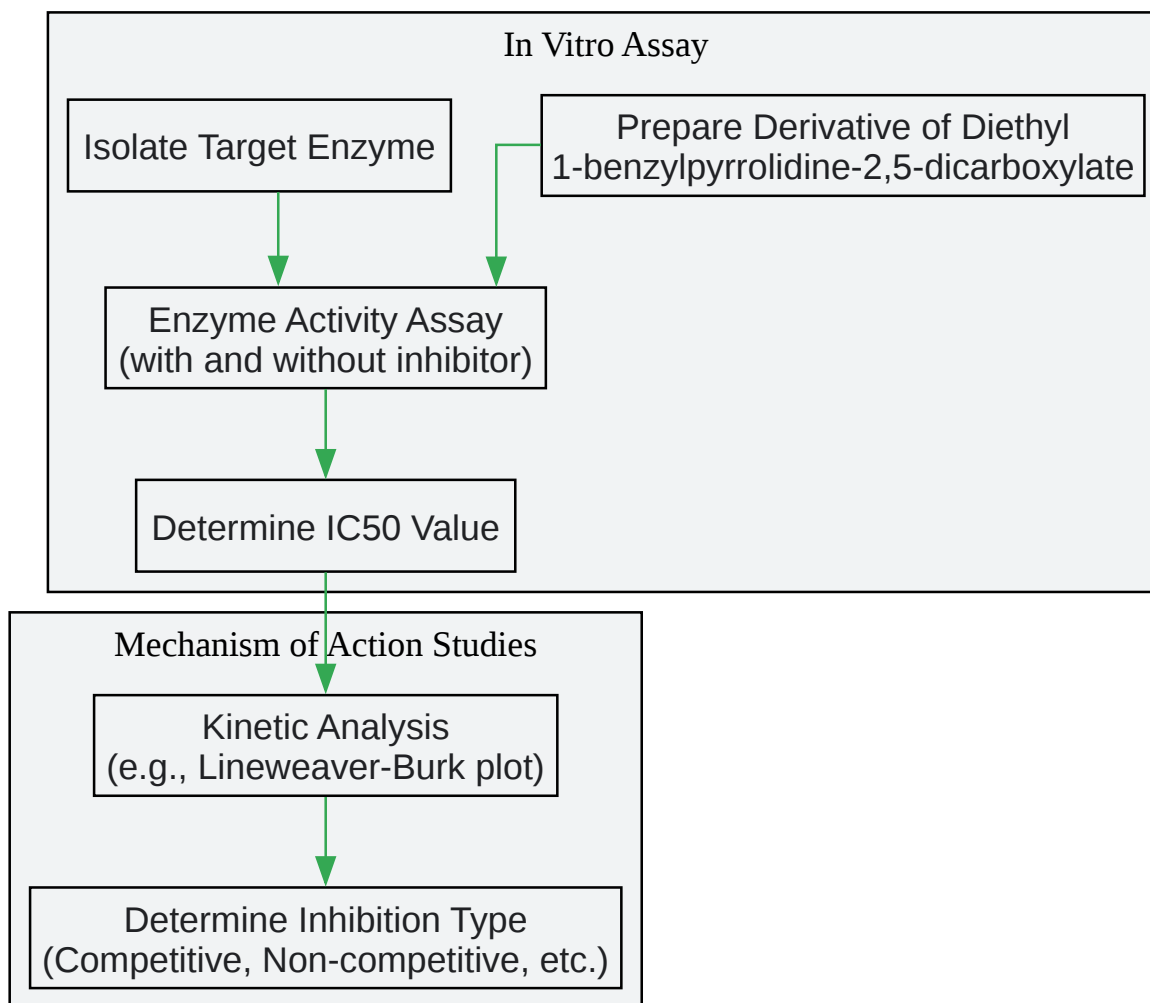 In Vitro Assay
Isolate Target Enzyme
Prepare Derivative of Diethyl
1-benzylpyrrolidine-2,5-dicarboxylate
Enzyme Activity Assay
(with and without inhibitor)
Determine IC50 Value
Mechanism of Action Studies
Kinetic Analysis
(e.g., Lineweaver-Burk plot)
Determine Inhibition Type
(Competitive, Non-competitive, etc.)